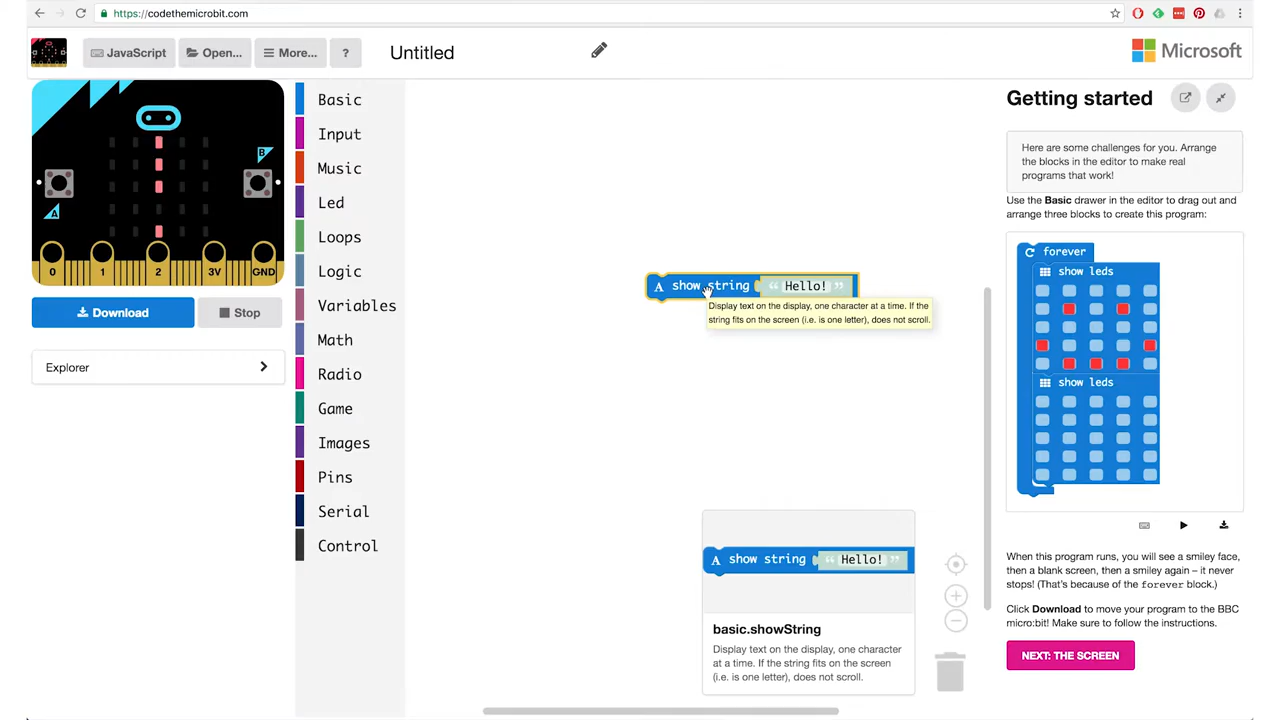 https://codethemicrobit.com
JavaScript
Open...
More...
?
Untitled
Microsoft
B
A
0 1 2 3V GND
Download
Stop
Explorer
Basic
Input
Music
Led
Loops
Logic
Variables
Math
Radio
Game
Images
Pins
Serial
Control
A show string “ Hello! ”
Display text on the display, one character at a time. If the
string fits on the screen (i.e. is one letter), does not scroll.
A show string “ Hello! ”
basic.showString
Display text on the display, one character
at a time. If the string fits on the screen
(i.e. is one letter), does not scroll.
Getting started
Here are some challenges for you. Arrange
the blocks in the editor to make real
programs that work!
Use the Basic drawer in the editor to drag out and
arrange three blocks to create this program:
forever
show leds
show leds
When this program runs, you will see a smiley face,
then a blank screen, then a smiley again – it never
stops! (That's because of the forever block.)
Click Download to move your program to the BBC
micro:bit! Make sure to follow the instructions.
NEXT: THE SCREEN